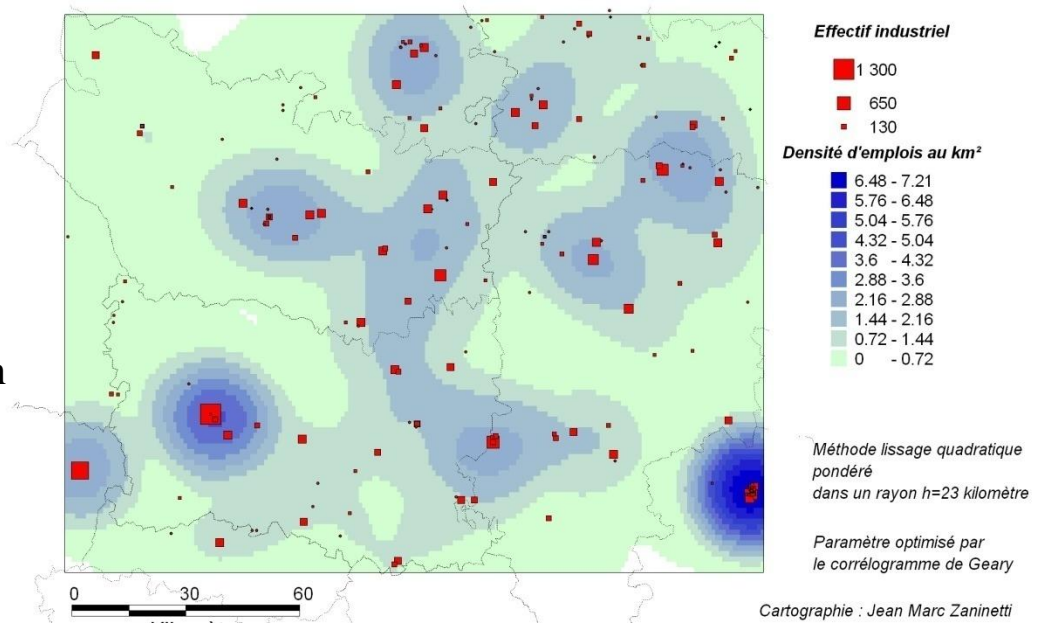 Effectif industriel
1 300
650
130
Densité d'emplois au km²
6.48 - 7.21
5.76 - 6.48
5.04 - 5.76
4.32 - 5.04
3.6 - 4.32
2.88 - 3.6
2.16 - 2.88
1.44 - 2.16
0.72 - 1.44
0 - 0.72
n
Méthode lissage quadratique
pondéré
dans un rayon h=23 kilomètre
Paramètre optimisé par
le corrélogramme de Geary
0 30 60
Cartographie : Jean Marc Zaninetti